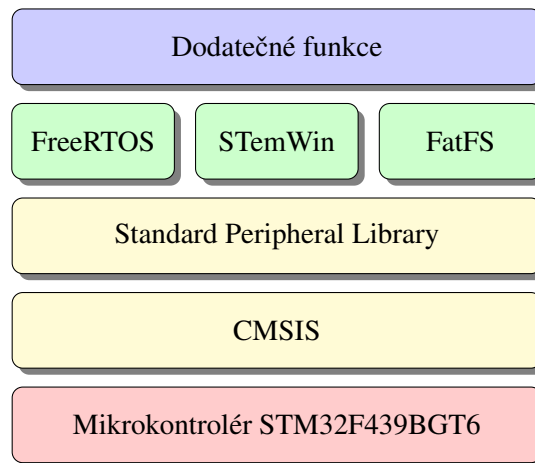 Dodatečné funkce
FreeRTOS STemWin FatFS
Standard Peripheral Library
CMSIS
Mikrokontrolér STM32F439BGT6